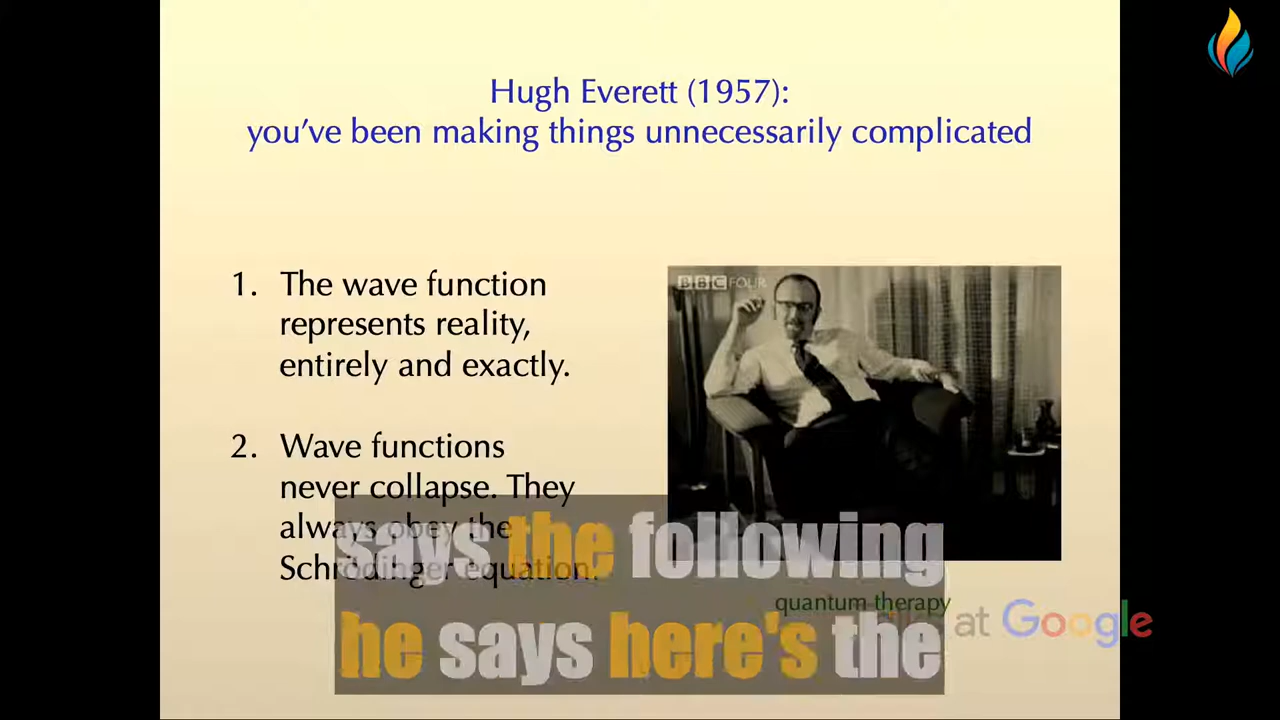 Hugh Everett (1957):
you've been making things unnecessarily complicated
1. The wave function
represents reality,
entirely and exactly.
BBC FOUR
2. Wave functions
never collapse. They
always obey the
Schrödinger equation.
says the following
he says here's the
quantum therapy
at Google